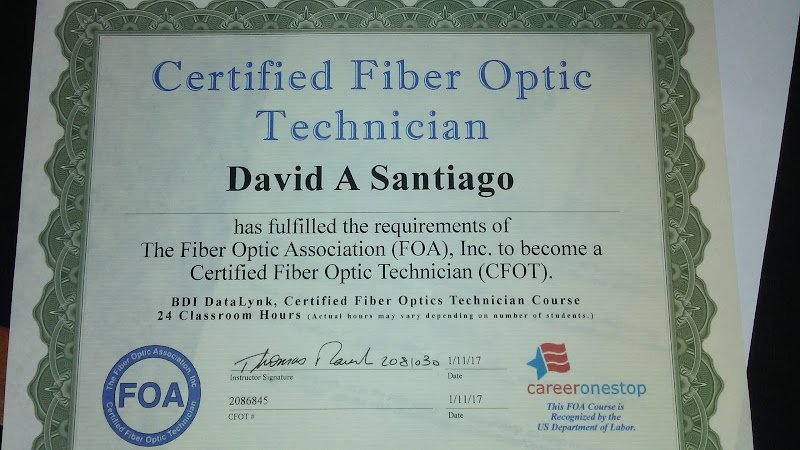 Certified Fiber Optic
Technician
David A Santiago
has fulfilled the requirements of
The Fiber Optic Association (FOA), Inc. to become a
Certified Fiber Optic Technician (CFOT).
BDI DataLynk, Certified Fiber Optics Technician Course
24 Classroom Hours (Actual hours may vary depending on number of students.)
Thomas 2081030 1/11/17
Instructor Signature Date
2086845 1/11/17
CFOT # Date
The Fiber Optic Association, Inc
FOA
Certified Fiber Optic Technician
careeronestop
This FOA Course is
Recognized by the
US Department of Labor.